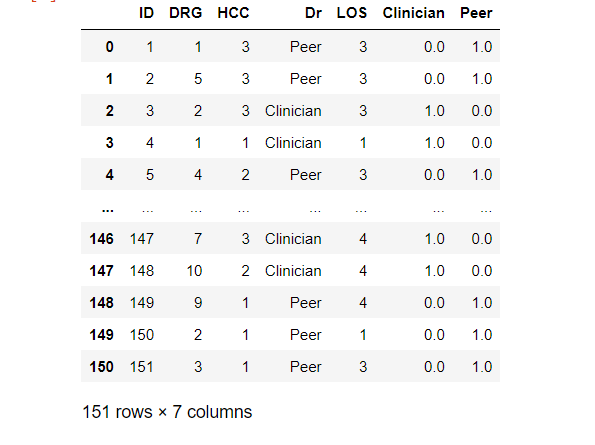 ID DRG HCC Dr LOS Clinician Peer
0 1 1 3 Peer 3 0.0 1.0
1 2 5 3 Peer 3 0.0 1.0
2 3 2 3 Clinician 3 1.0 0.0
3 4 1 1 Clinician 1 1.0 0.0
4 5 4 2 Peer 3 0.0 1.0
... ... ... ... ... ... ... ...
146 147 7 3 Clinician 4 1.0 0.0
147 148 10 2 Clinician 4 1.0 0.0
148 149 9 1 Peer 4 0.0 1.0
149 150 2 1 Peer 1 0.0 1.0
150 151 3 1 Peer 3 0.0 1.0
151 rows × 7 columns